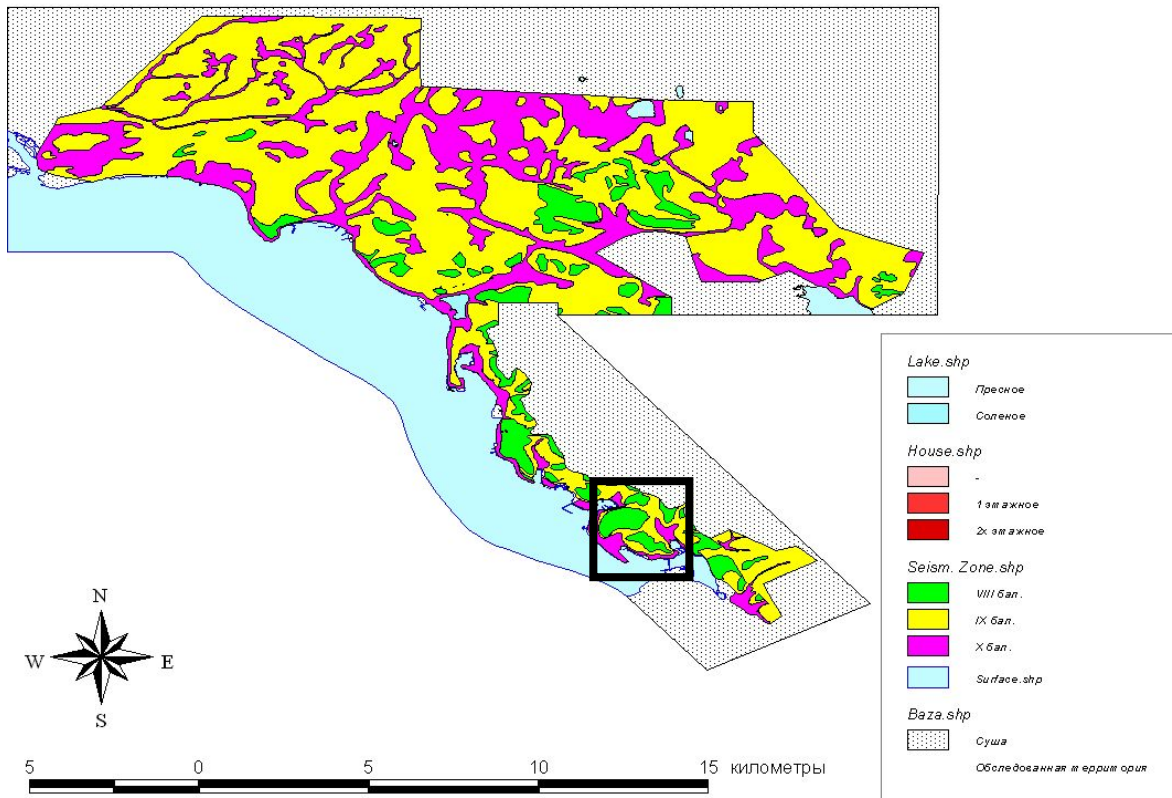 Lake.shp
Пресное
Соленое
House.shp
-
1 этажное
2х этажное
Seism. Zone.shp
VIII бал.
IX бал.
X бал.
Surface.shp
Baza.shp
Суша
Обследованная территория
N
W E
S
5 0 5 10 15 километры